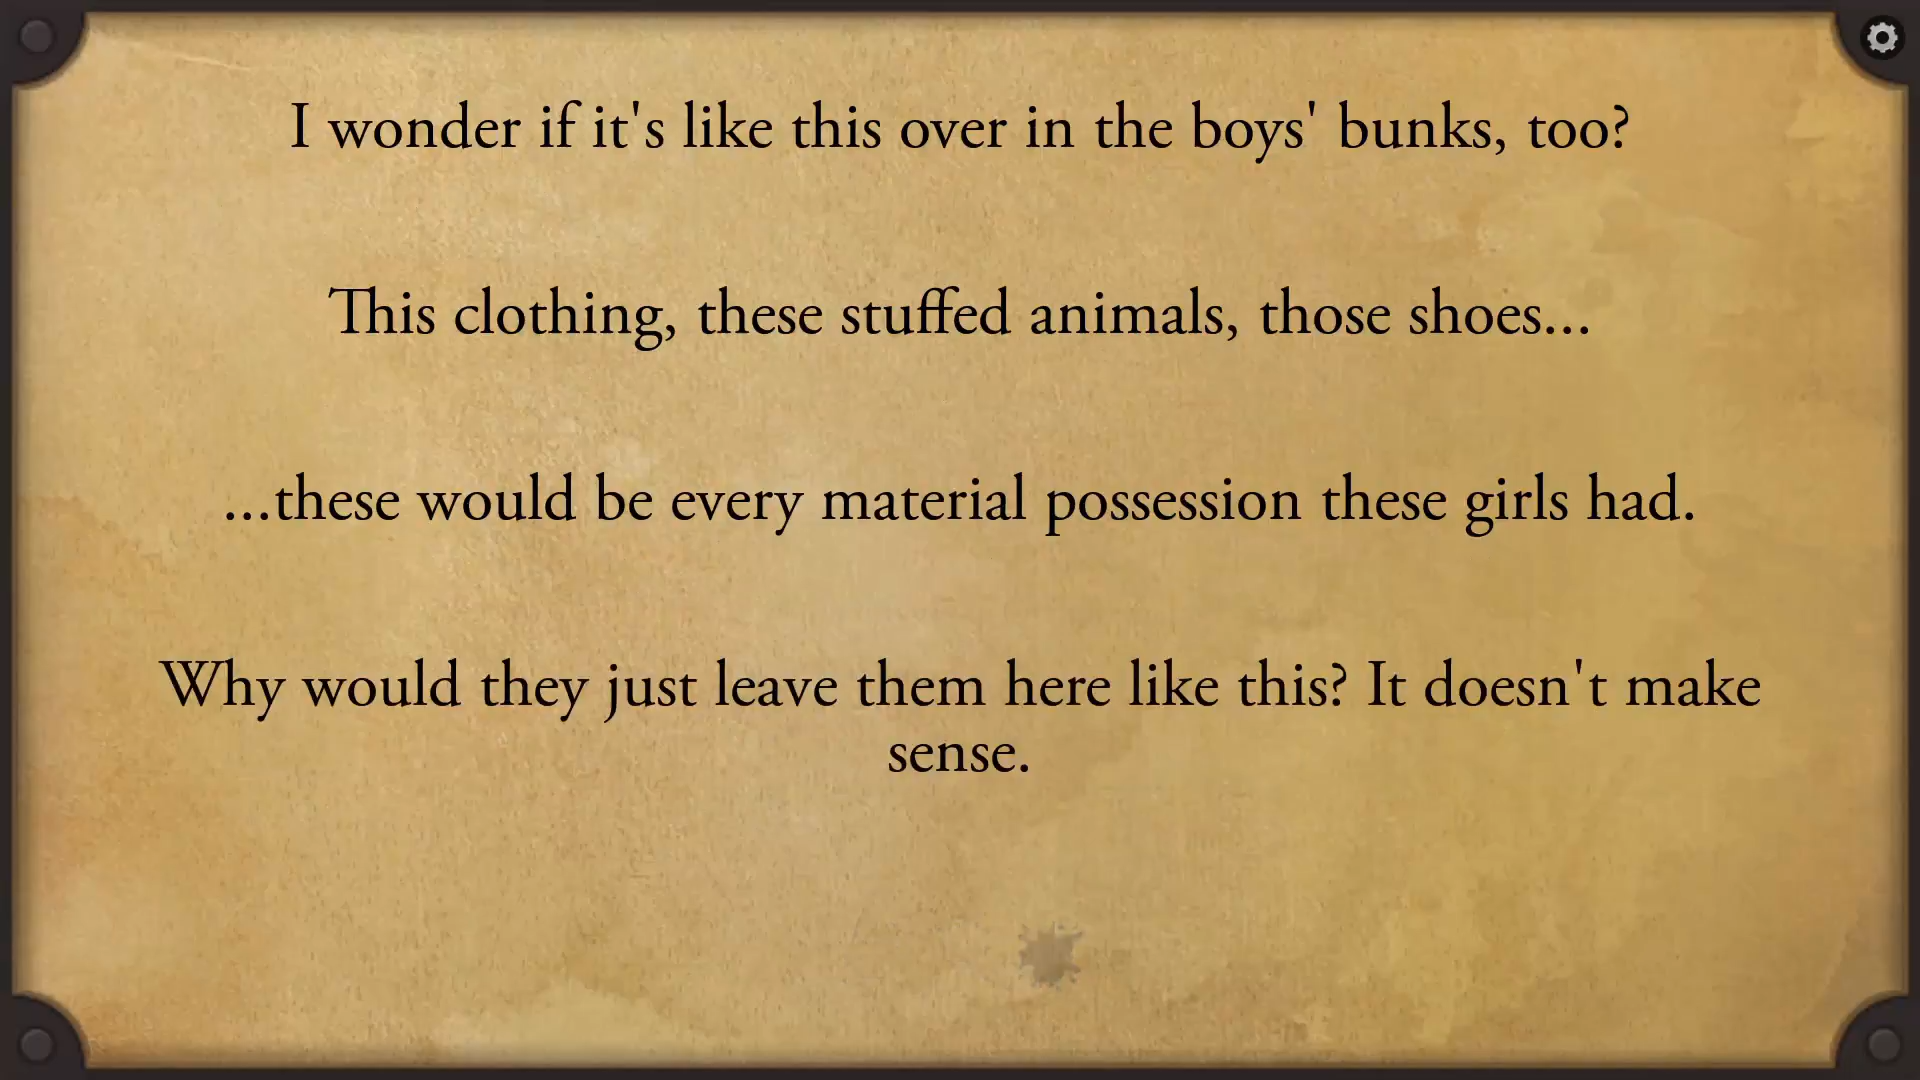 I wonder if it's like this over in the boys' bunks, too?
This clothing, these stuffed animals, those shoes...
...these would be every material possession these girls had.
Why would they just leave them here like this? It doesn't make
sense.